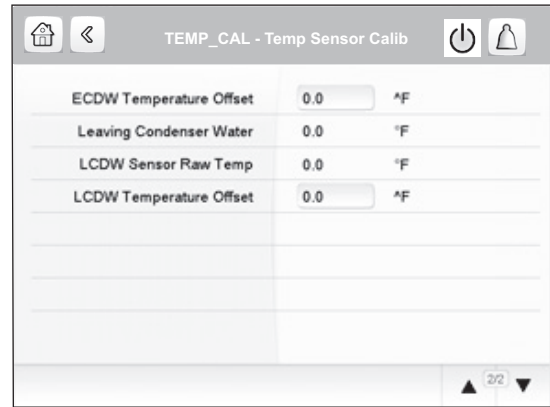 TEMP_CAL - Temp Sensor Calib
ECDW Temperature Offset 0.0 ^F
Leaving Condenser Water 0.0 °F
LCDW Sensor Raw Temp 0.0 °F
LCDW Temperature Offset 0.0 ^F
2/2